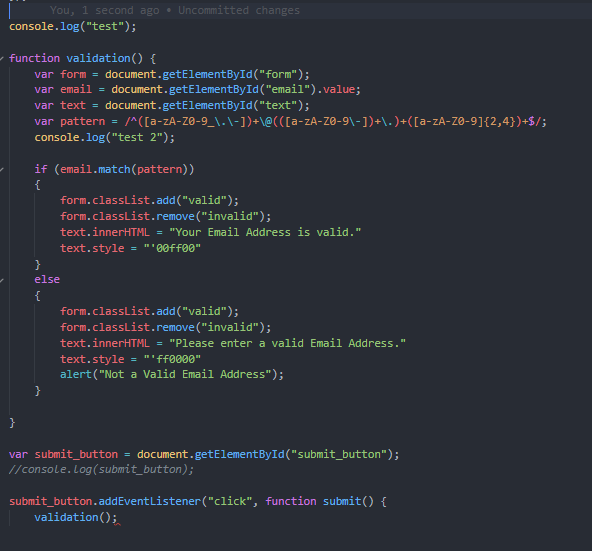 You, 1 second ago • Uncommitted changes
console.log("test");
function validation() {
var form = document.getElementById("form");
var email = document.getElementById("email").value;
var text = document.getElementById("text");
var pattern = /^([a-zA-Z0-9_\.\-])+\@(([a-zA-Z0-9\-])+\.)+([a-zA-Z0-9]{2,4})+$/;
console.log("test 2");
if (email.match(pattern))
{
form.classList.add("valid");
form.classList.remove("invalid");
text.innerHTML = "Your Email Address is valid."
text.style = "'00ff00"
}
else
{
form.classList.add("valid");
form.classList.remove("invalid");
text.innerHTML = "Please enter a valid Email Address."
text.style = "'ff0000"
alert("Not a Valid Email Address");
}
}
var submit_button = document.getElementById("submit_button");
//console.log(submit_button);
submit_button.addEventListener("click", function submit() {
validation();